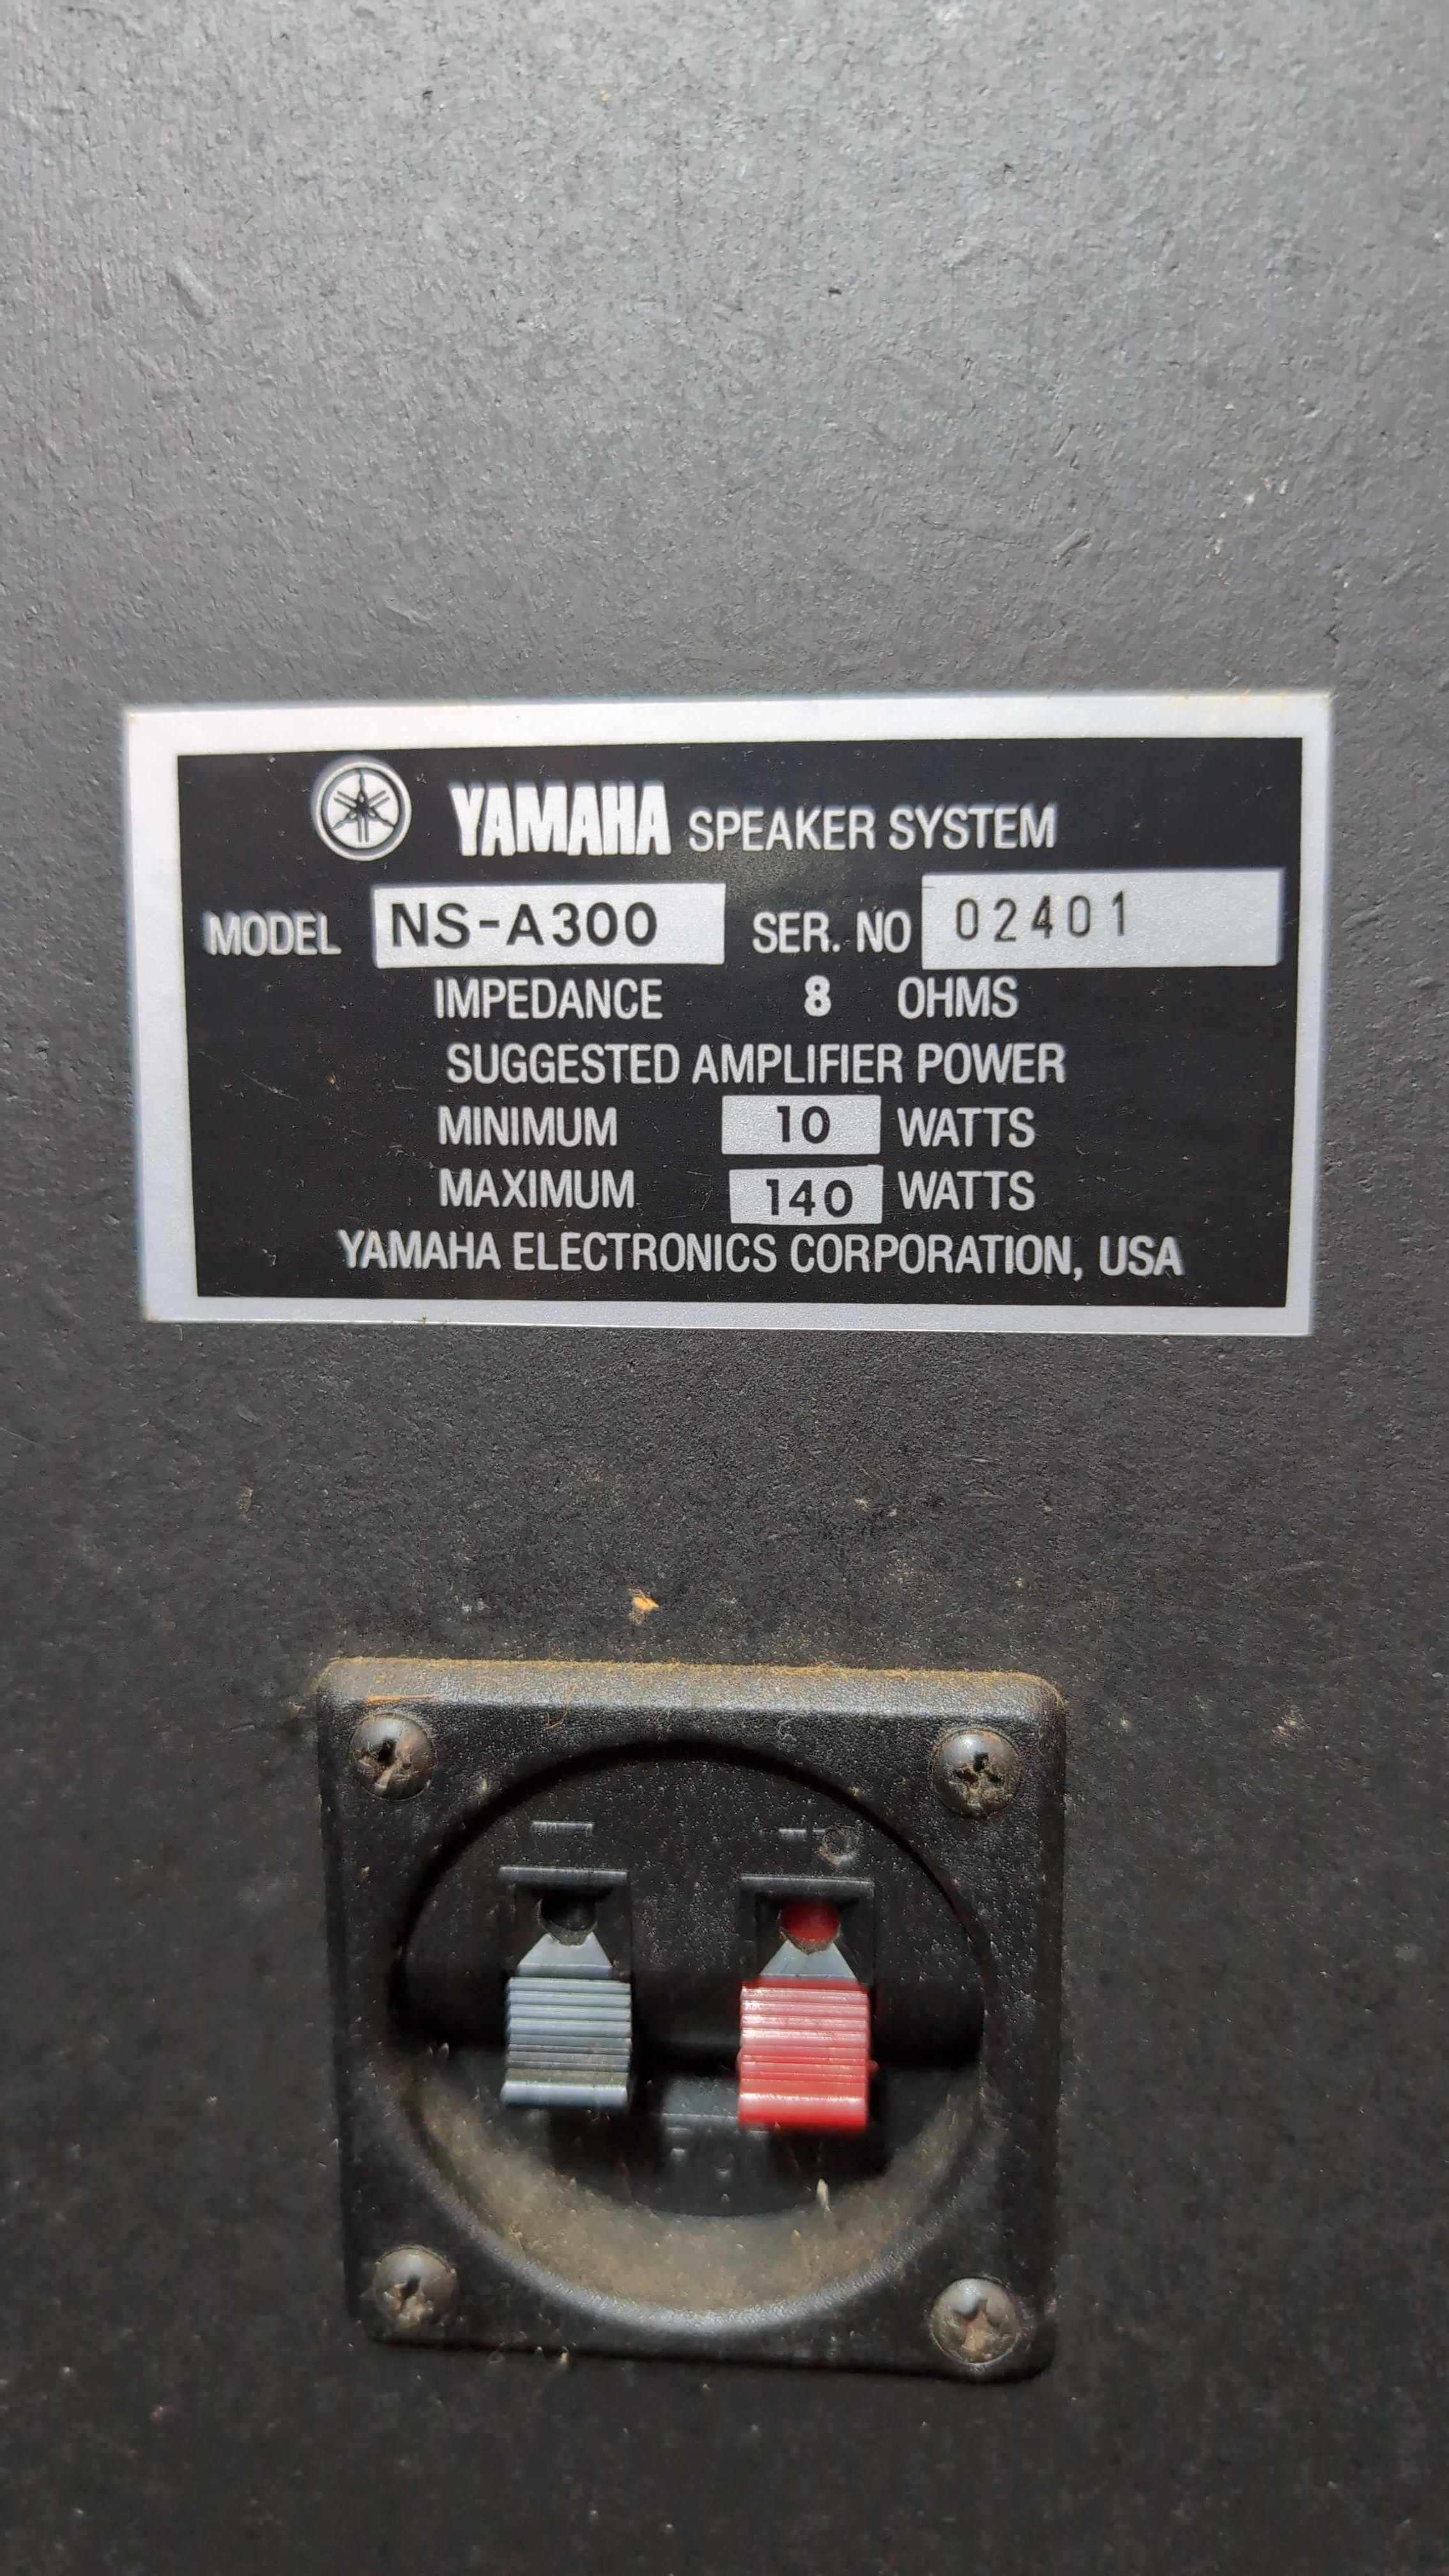 YAMAHA SPEAKER SYSTEM
MODEL NS-A300 SER. NO 02401
IMPEDANCE 8 OHMS
SUGGESTED AMPLIFIER POWER
MINIMUM 10 WATTS
MAXIMUM 140 WATTS
YAMAHA ELECTRONICS CORPORATION, USA